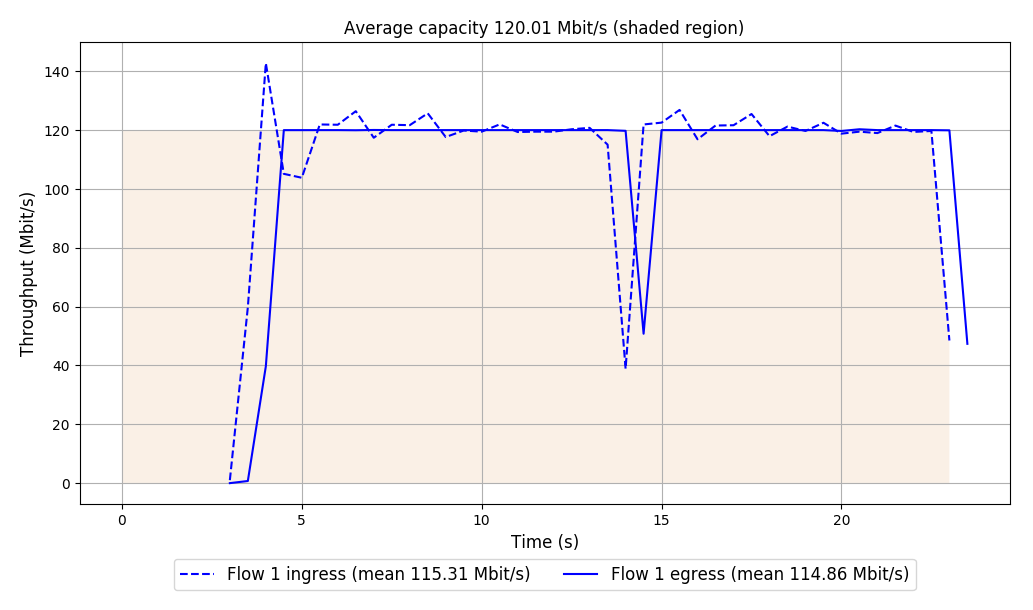 Average capacity 120.01 Mbit/s (shaded region)
140
120
100
80
60
40
20
0
Throughput (Mbit/s)
0 5 10 15 20
Time (s)
Flow 1 ingress (mean 115.31 Mbit/s) Flow 1 egress (mean 114.86 Mbit/s)